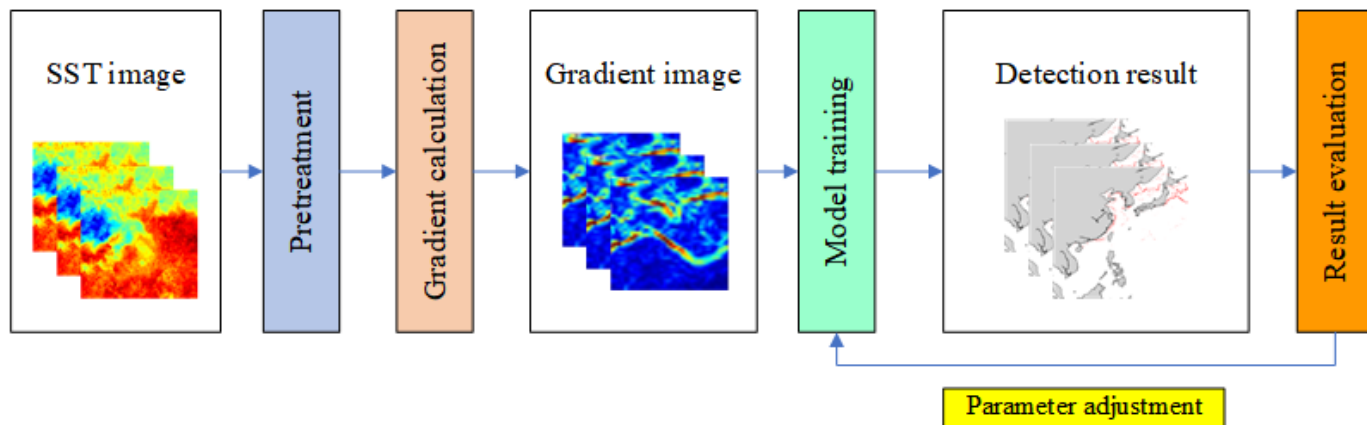 SST image
Pretreatment
Gradient calculation
Gradient image
Model training
Detection result
Result evaluation
Parameter adjustment